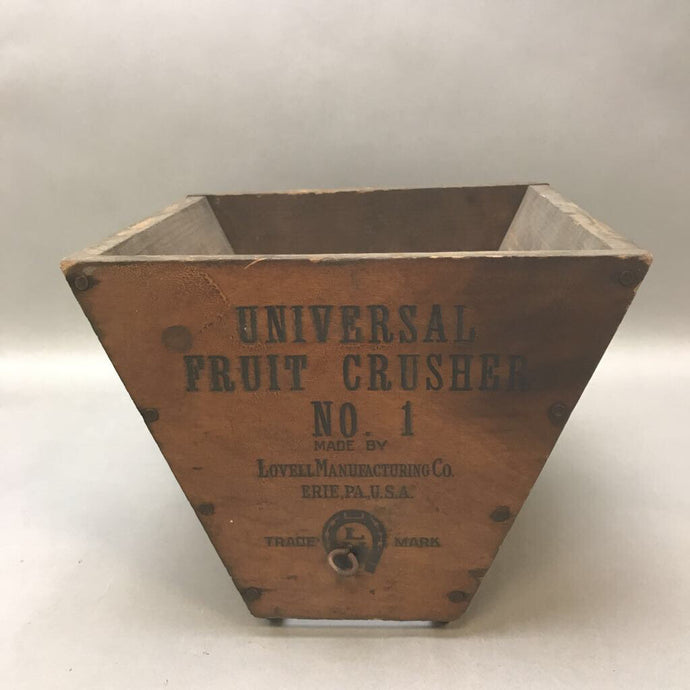 UNIVERSAL
FRUIT CRUSHER
NO. 1
MADE BY
LOVELL MANUFACTURING CO.
ERIE, PA., U.S.A.
TRADE MARK
L